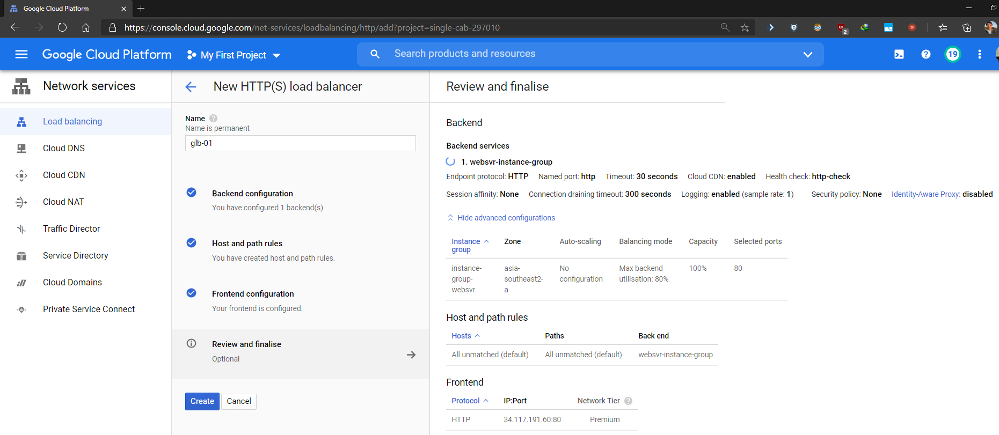 Google Cloud Platform
https://console.cloud.google.com/net-services/loadbalancing/http/add?project=single-cab-297010
2
Google Cloud Platform
My First Project
Search products and resources
19
Network services
New HTTP(S) load balancer
Review and finalise
Load balancing
Cloud DNS
Cloud CDN
Cloud NAT
Traffic Director
Service Directory
Cloud Domains
Private Service Connect
Name
Name is permanent
glb-01
Backend configuration
You have configured 1 backend(s)
Host and path rules
You have created host and path rules.
Frontend configuration
Your frontend is configured.
Review and finalise
Optional
Create Cancel
Backend
Backend services
1. websvr-instance-group
Endpoint protocol: HTTP Named port: http Timeout: 30 seconds Cloud CDN: enabled Health check: http-check
Session affinity: None Connection draining timeout: 300 seconds Logging: enabled (sample rate: 1) Security policy: None Identity-Aware Proxy: disabled
Hide advanced configurations
Instance group Zone Auto-scaling Balancing mode Capacity Selected ports
instance-group-websvr asia-southeast2-a No configuration Max backend utilisation: 80% 100% 80
Host and path rules
Hosts Paths Back end
All unmatched (default) All unmatched (default) websvr-instance-group
Frontend
Protocol IP:Port Network Tier
HTTP 34.117.191.60:80 Premium